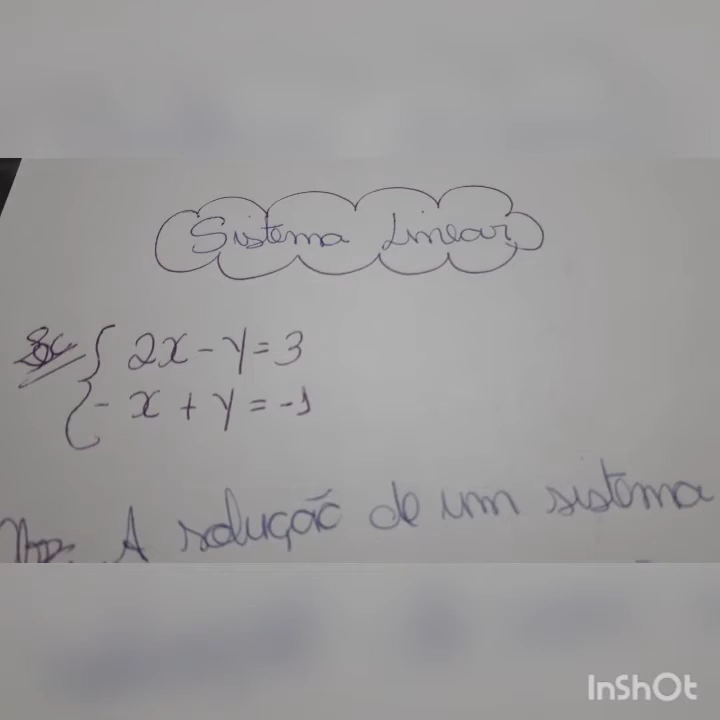 Sistema Linear
{ 2x - y = 3
- x + y = -1
A solução de um sistema
InShOt